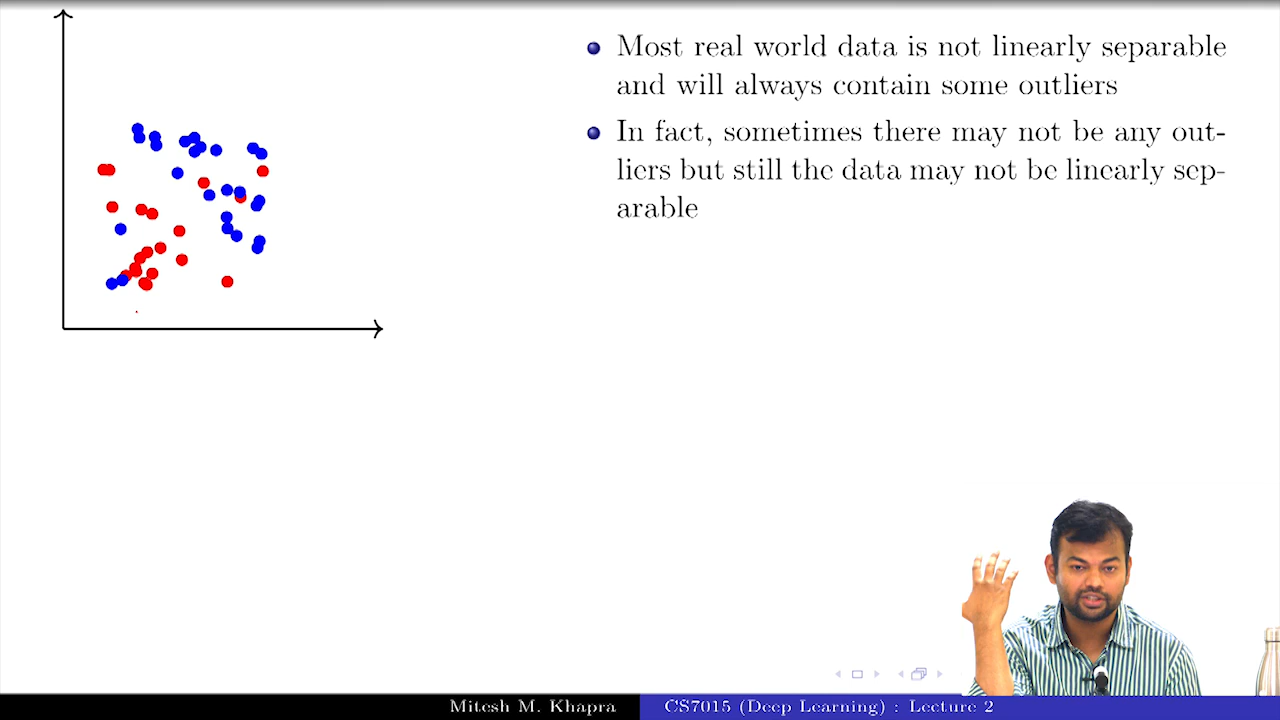 Most real world data is not linearly separable
and will always contain some outliers
In fact, sometimes there may not be any out-
liers but still the data may not be linearly sep-
arable
Mitesh M. Khapra
CS7015 (Deep Learning) : Lecture 2